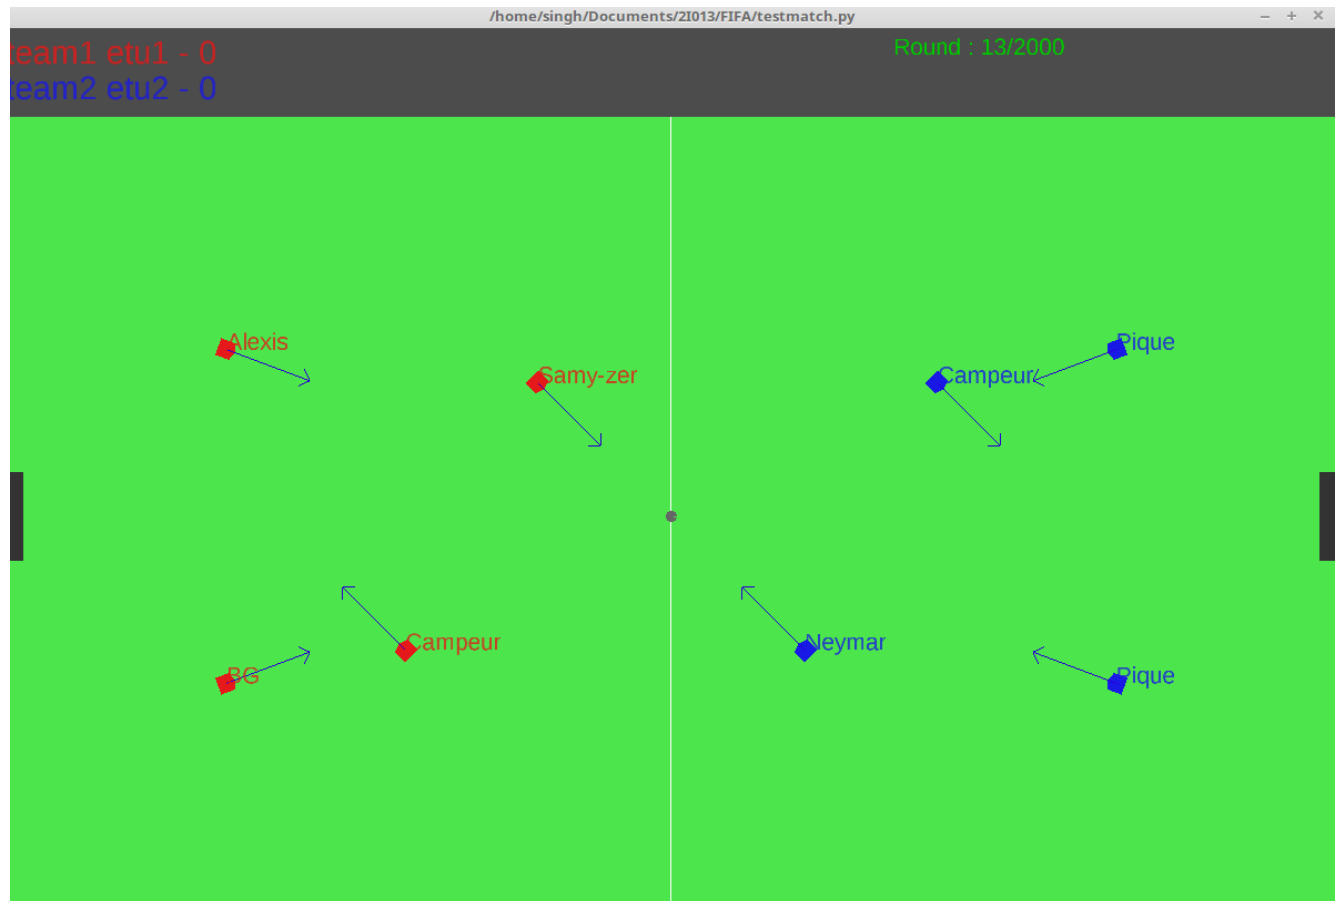 /home/singh/Documents/2I013/FIFA/testmatch.py
team1 etu1 - 0
team2 etu2 - 0
Round : 13/2000
Alexis
Samy-zer
Campeur
Pique
Campeur
BG
Neymar
Pique